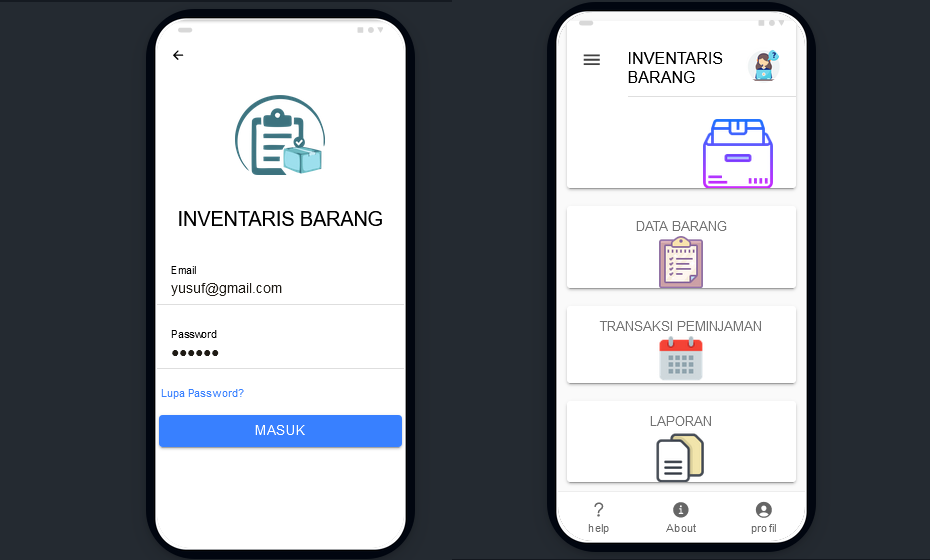 INVENTARIS BARANG
Email
yusuf@gmail.com
Password
●●●●●●
Lupa Password?
MASUK
INVENTARIS
BARANG
?
DATA BARANG
TRANSAKSI PEMINJAMAN
LAPORAN
?
help
About
profil